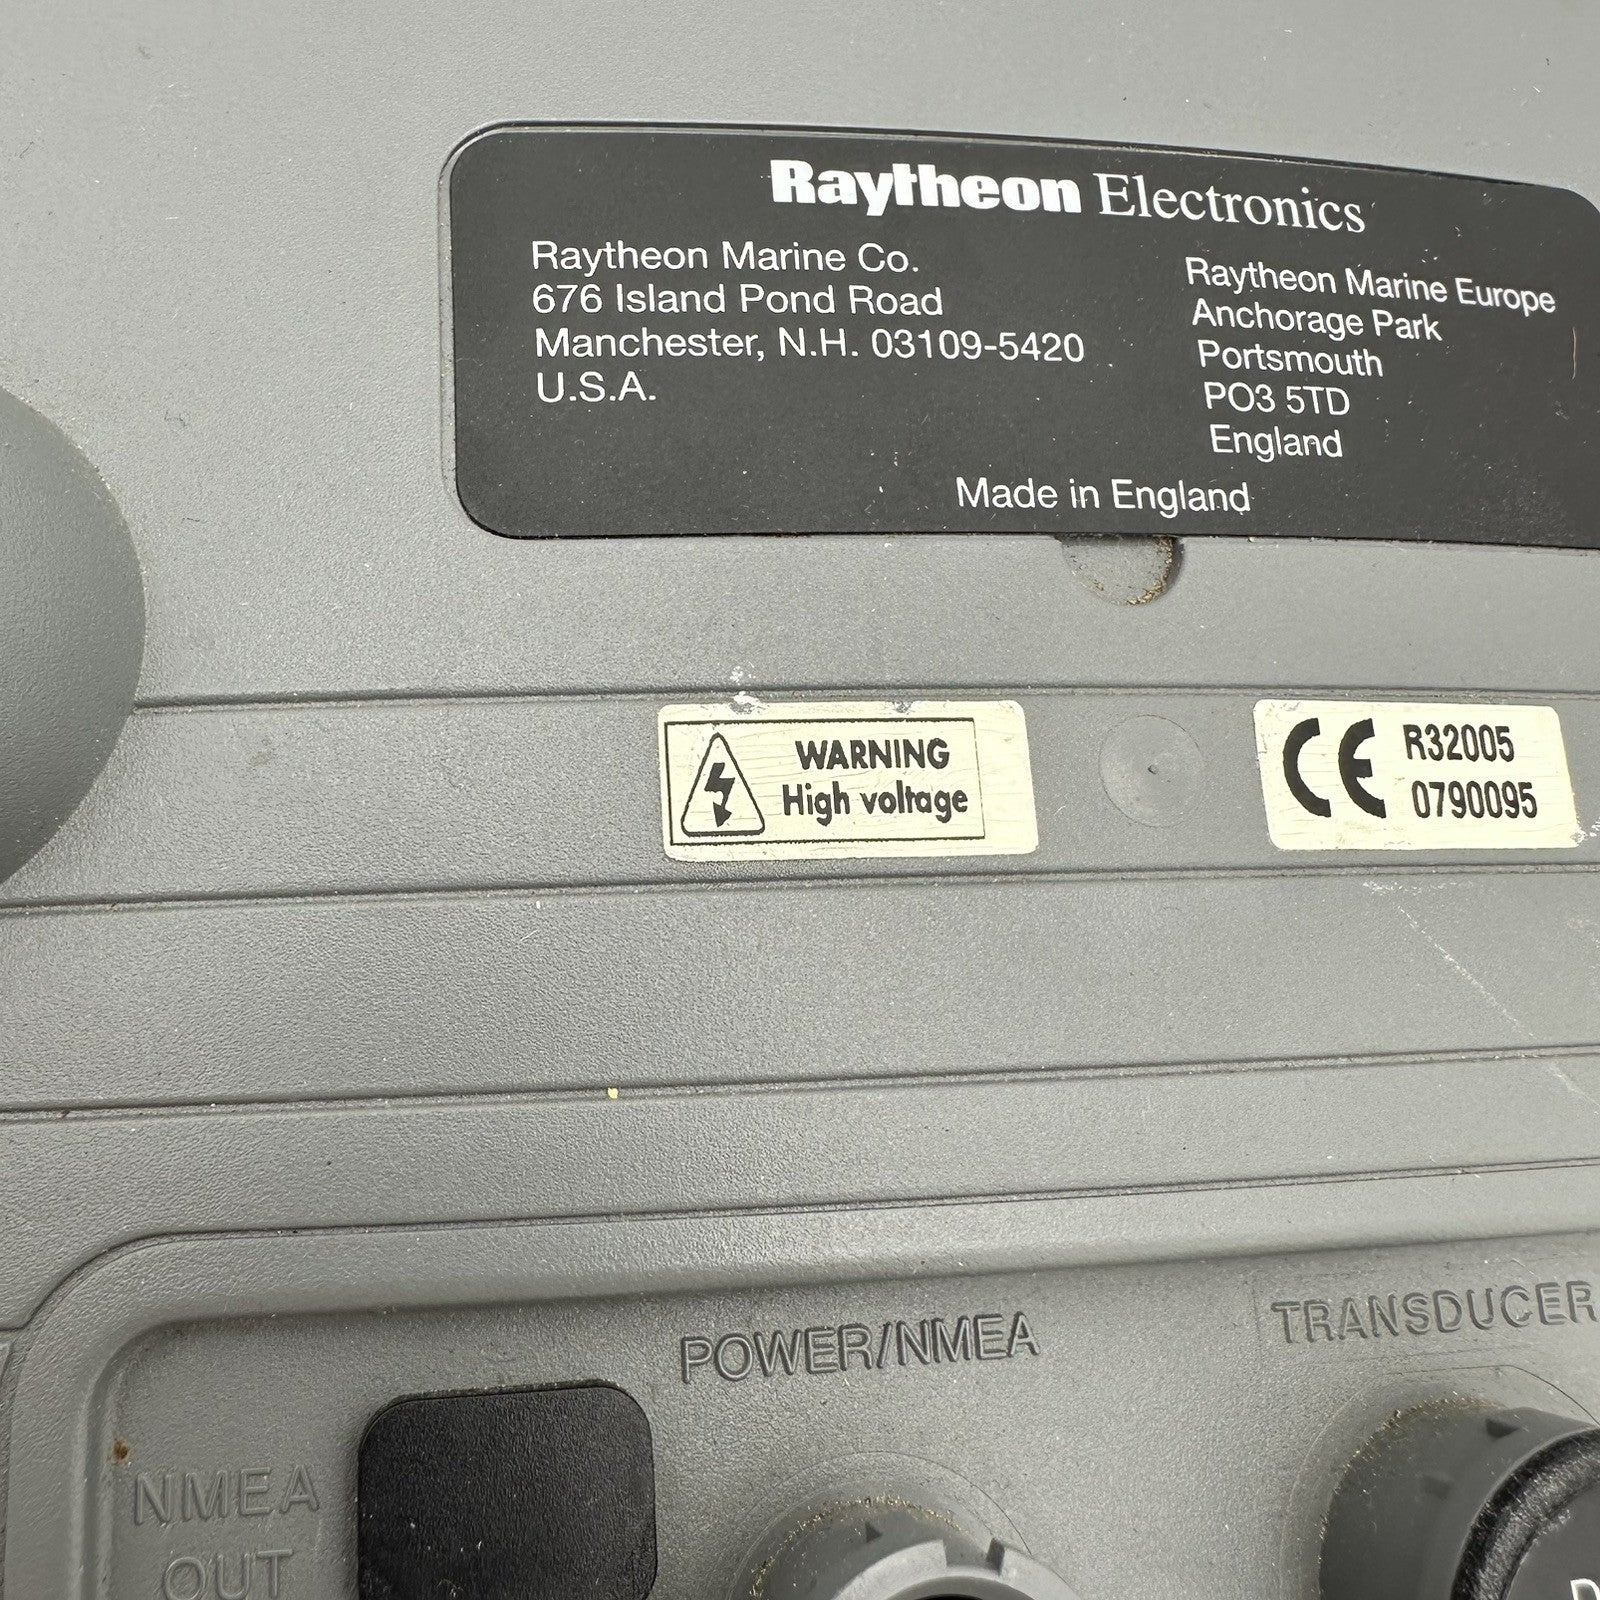 Raytheon Electronics
Raytheon Marine Co.
676 Island Pond Road
Manchester, N.H. 03109-5420
U.S.A.
Raytheon Marine Europe
Anchorage Park
Portsmouth
PO3 5TD
England
Made in England
WARNING
High voltage
CE R32005
0790095
POWER/NMEA
TRANSDUCER
NMEA
OUT